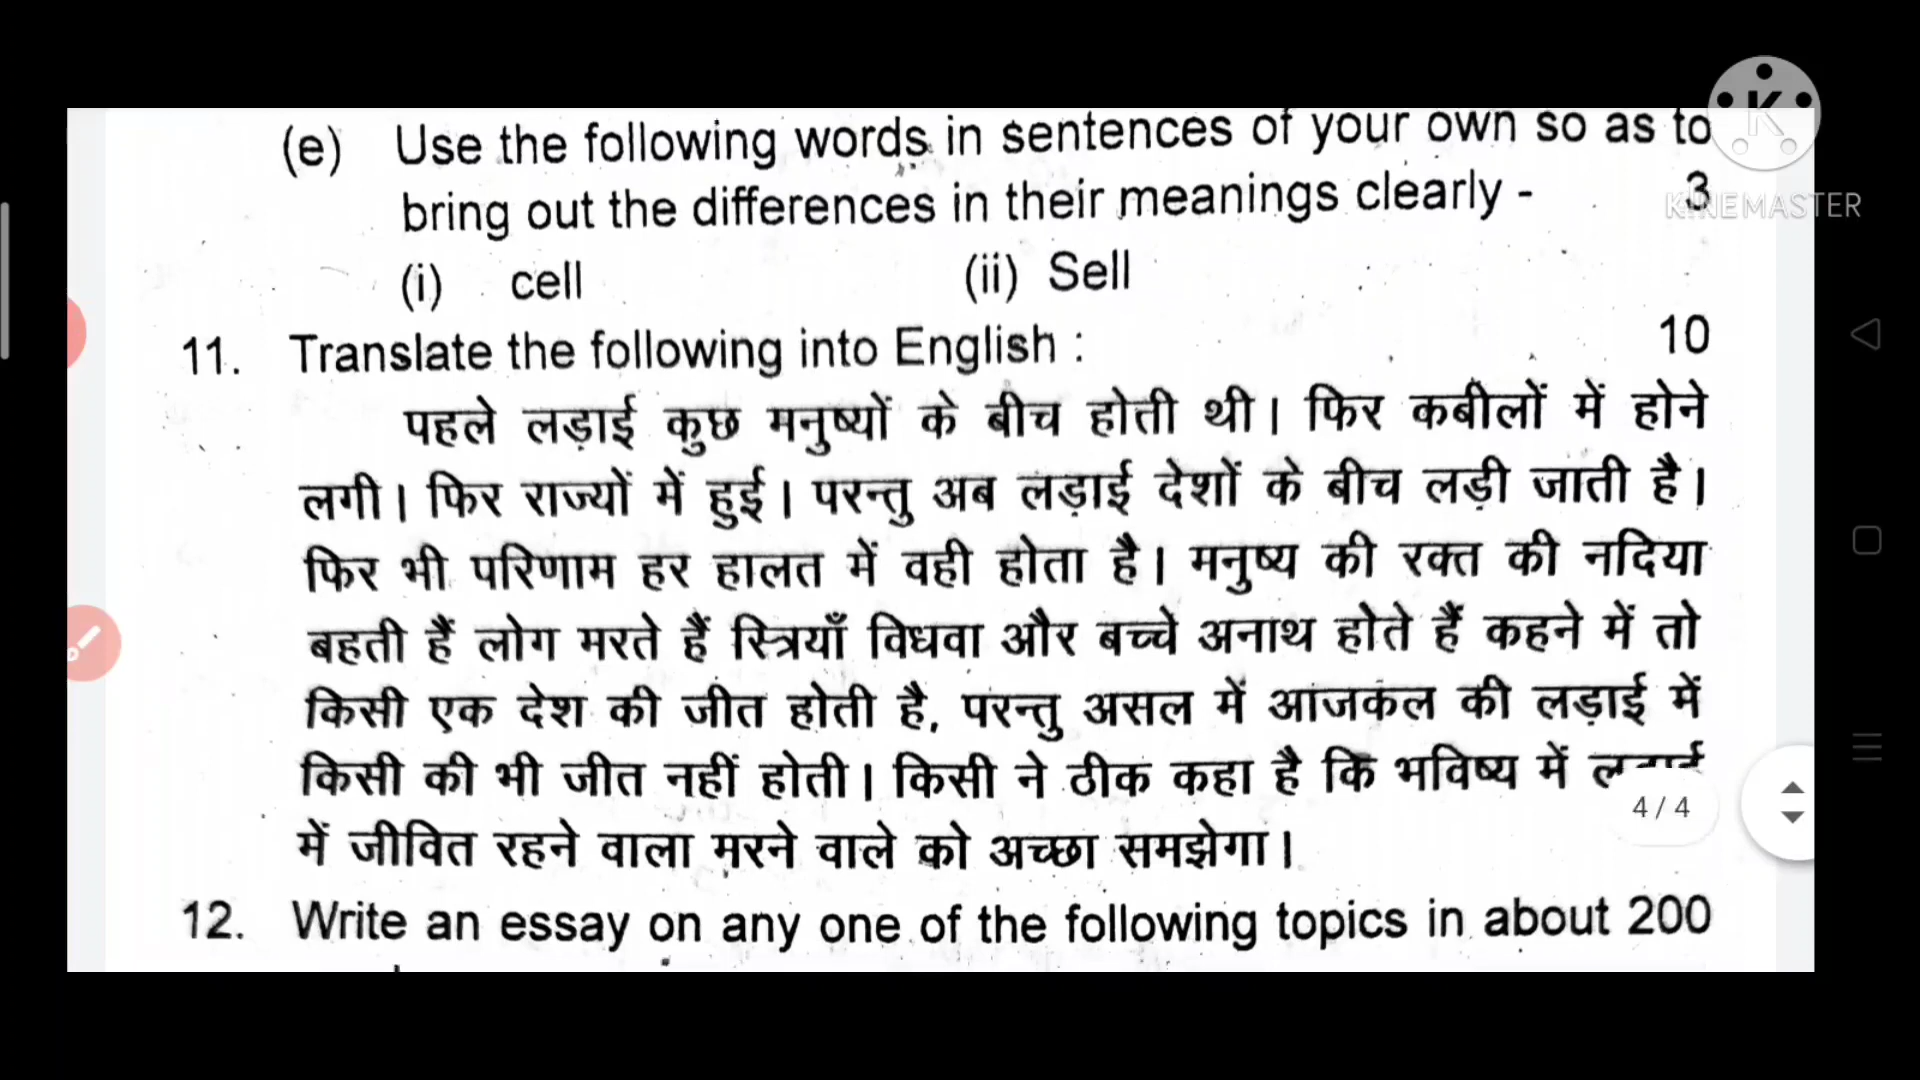 (e) Use the following words in sentences of your own so as to
bring out the differences in their meanings clearly - 3
KINEMASTER
(i) cell (ii) Sell
11. Translate the following into English : 10
पहले लड़ाई कुछ मनुष्यों के बीच होती थी। फिर कबीलों में होने
लगी। फिर राज्यों में हुई। परन्तु अब लड़ाई देशों के बीच लड़ी जाती है।
फिर भी परिणाम हर हालत में वही होता है। मनुष्य की रक्त की नदिया
बहती हैं लोग मरते हैं स्त्रियाँ विधवा और बच्चे अनाथ होते हैं कहने में तो
किसी एक देश की जीत होती है, परन्तु असल में आजकल की लड़ाई में
किसी की भी जीत नहीं होती। किसी ने ठीक कहा है कि भविष्य में
4 / 4
में जीवित रहने वाला मरने वाले को अच्छा समझेगा।
12. Write an essay on any one of the following topics in about 200